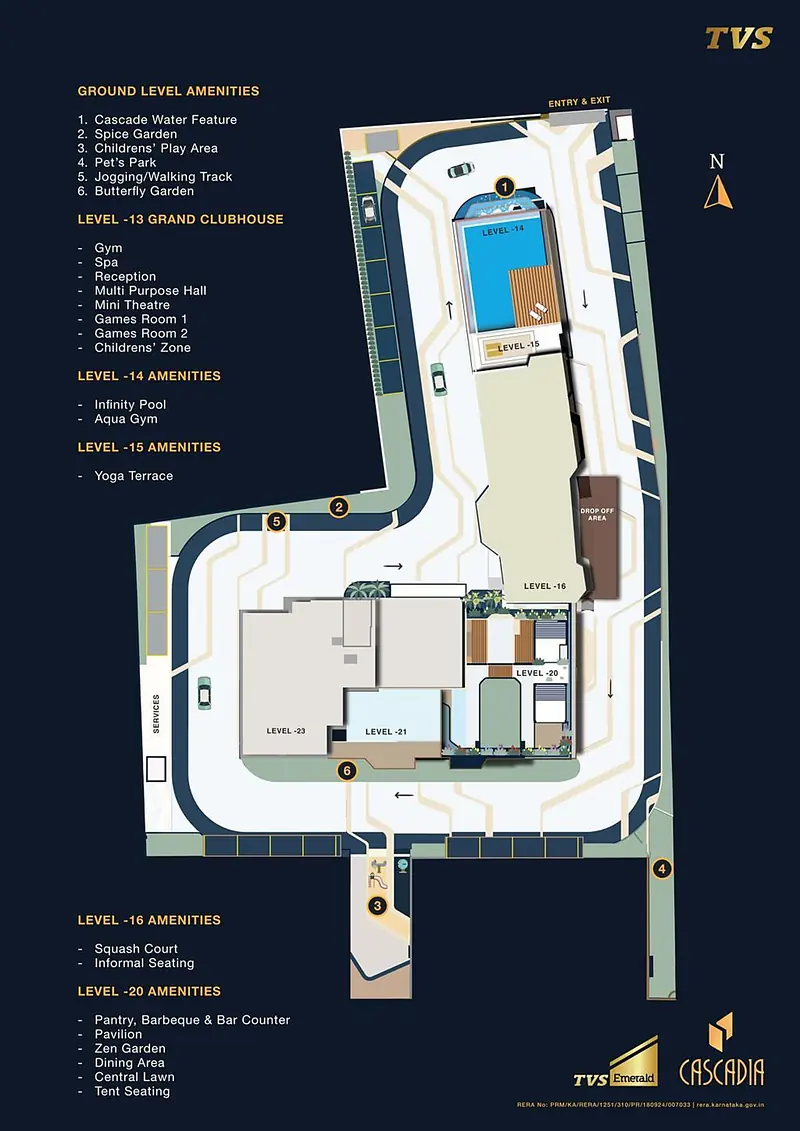 TVS
GROUND LEVEL AMENITIES
1. Cascade Water Feature
2. Spice Garden
3. Childrens' Play Area
4. Pet's Park
5. Jogging/Walking Track
6. Butterfly Garden
LEVEL -13 GRAND CLUBHOUSE
- Gym
- Spa
- Reception
- Multi Purpose Hall
- Mini Theatre
- Games Room 1
- Games Room 2
- Childrens' Zone
LEVEL -14 AMENITIES
- Infinity Pool
- Aqua Gym
LEVEL -15 AMENITIES
- Yoga Terrace
ENTRY & EXIT
N
1
LEVEL -14
LEVEL -15
2
5
DROP OFF
AREA
LEVEL -16
LEVEL -20
SERVICES
LEVEL -23
LEVEL -21
6
4
3
LEVEL -16 AMENITIES
- Squash Court
- Informal Seating
LEVEL -20 AMENITIES
- Pantry, Barbeque & Bar Counter
- Pavilion
- Zen Garden
- Dining Area
- Central Lawn
- Tent Seating
TVS Emerald
CASCADIA
RERA No: PRM/KA/RERA/1251/310/PR/180924/007033 | rera.karnataka.gov.in